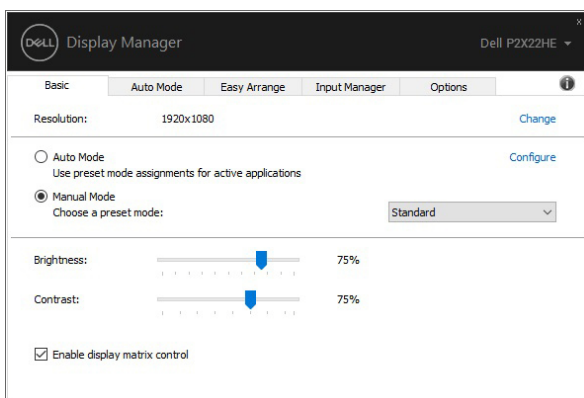 DELL Display Manager Dell P2X22HE
Basic Auto Mode Easy Arrange Input Manager Options
Resolution: 1920x1080 Change
Auto Mode Configure
Use preset mode assignments for active applications
Manual Mode
Choose a preset mode: Standard
Brightness: 75%
Contrast: 75%
Enable display matrix control